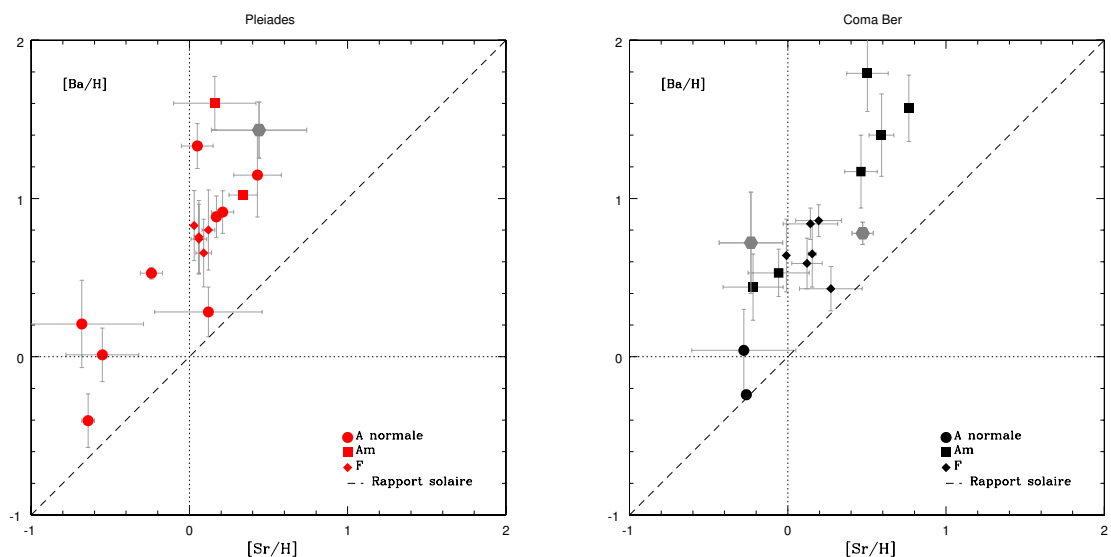 Pleiades
2
[Ba/H]
1
0
A normale
Am
F
Rapport solaire
-1
-1
0
1
2
[Sr/H]
Coma Ber
2
[Ba/H]
1
0
A normale
Am
F
Rapport solaire
-1
-1
0
1
2
[Sr/H]